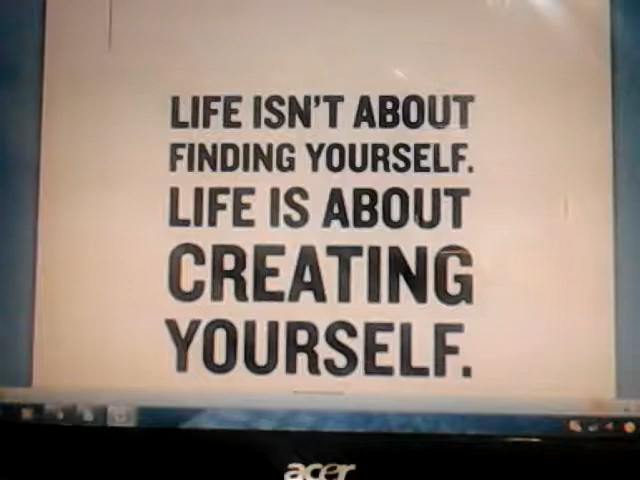 LIFE ISN'T ABOUT
FINDING YOURSELF.
LIFE IS ABOUT
CREATING
YOURSELF.
acer